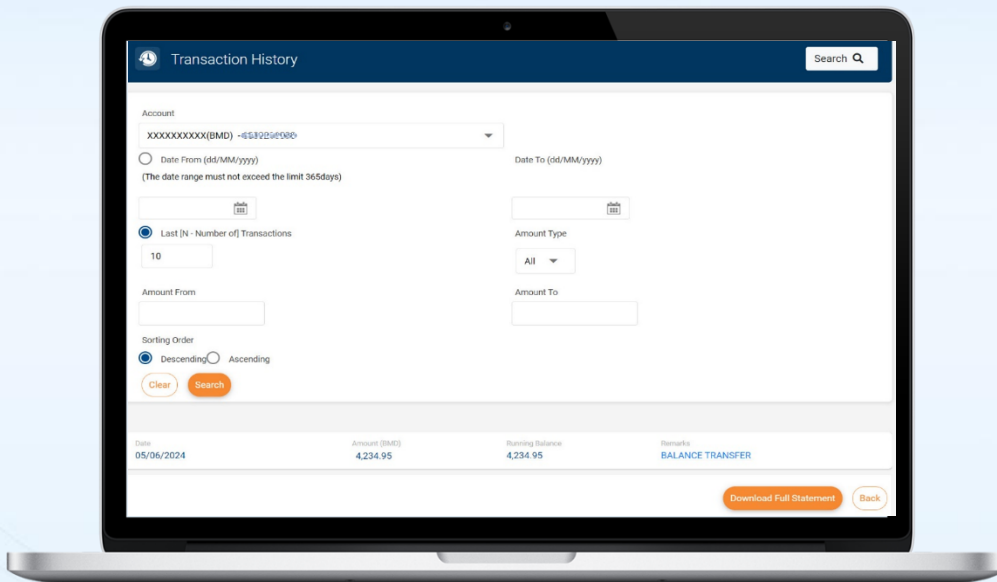 Transaction History
Search
Account
XXXXXXXXXX(BMD)
Date From (dd/MM/yyyy) Date To (dd/MM/yyyy)
(The date range must not exceed the limit 365days)
Last [N - Number of] Transactions Amount Type
10 All
Amount From Amount To
Sorting Order
Descending Ascending
Clear Search
Date Amount (BMD) Running Balance Remarks
05/06/2024 4,234.95 4,234.95 BALANCE TRANSFER
Download Full Statement Back